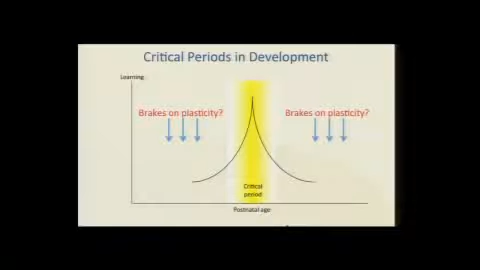 Critical Periods in Development
Learning
Brakes on plasticity?
Brakes on plasticity?
Critical
period
Postnatal age